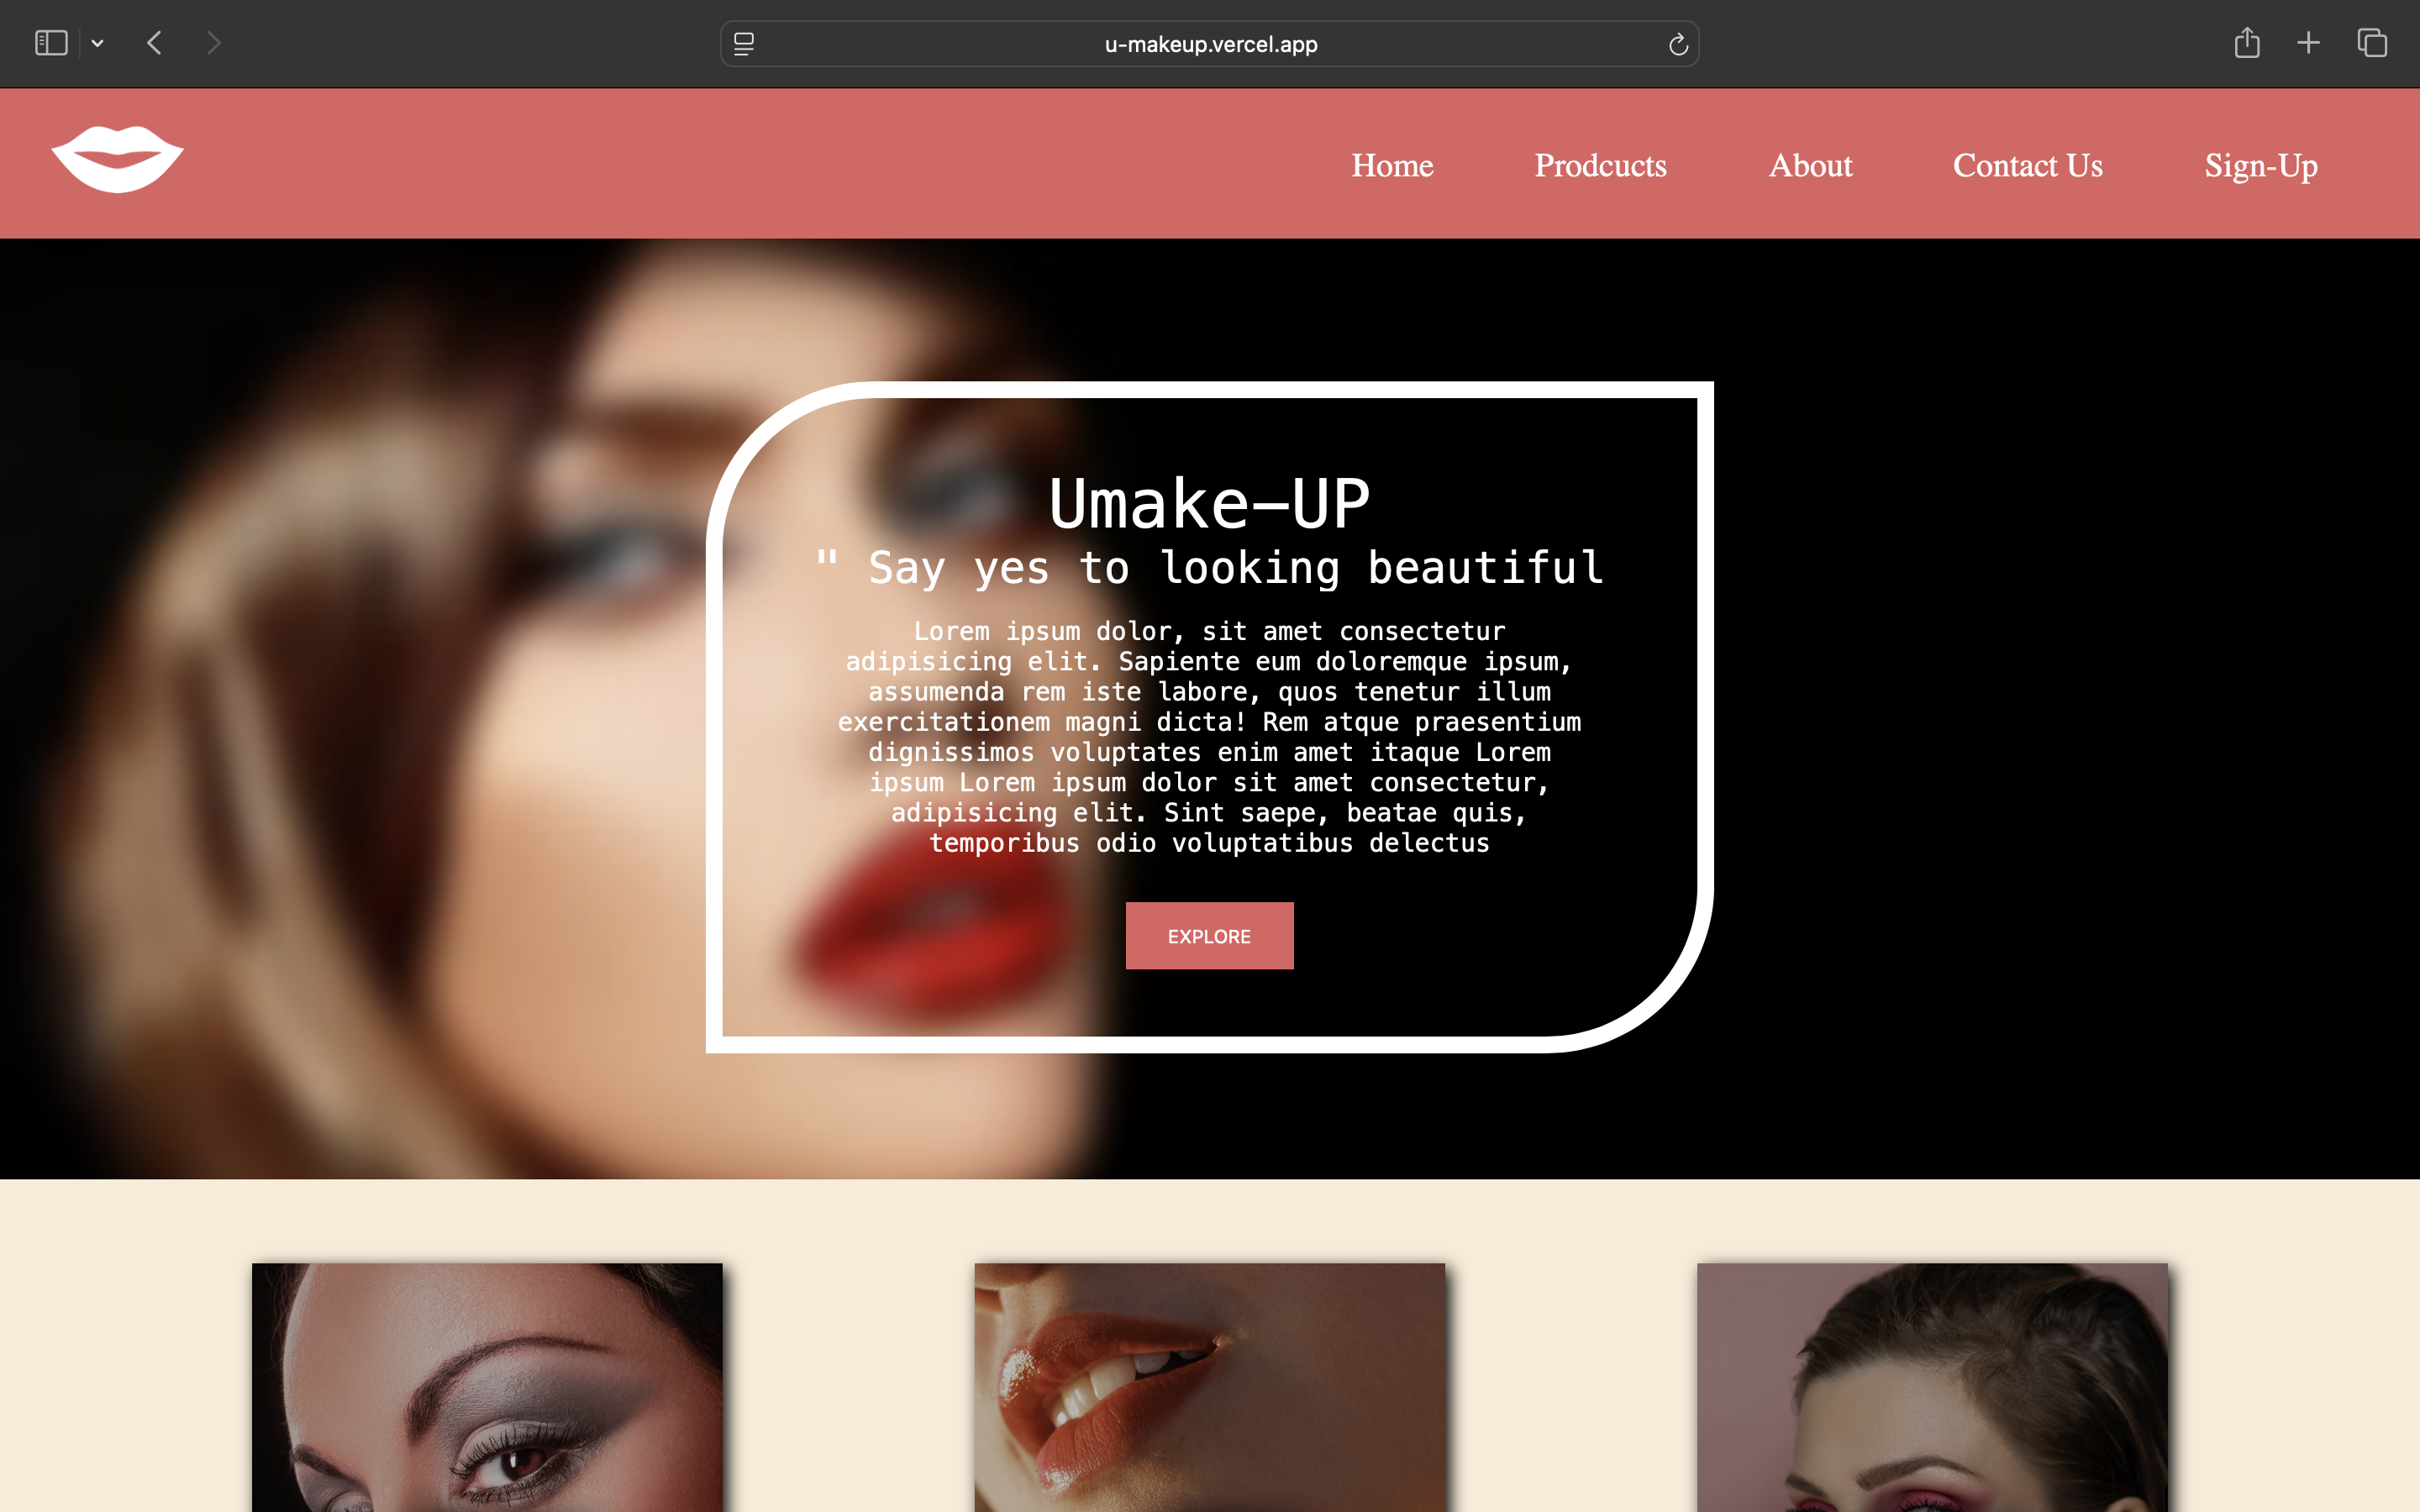 u-makeup.vercel.app
Home Prodcucts About Contact Us Sign-Up
Umake-UP
" Say yes to looking beautiful
Lorem ipsum dolor, sit amet consectetur
adipisicing elit. Sapiente eum doloremque ipsum,
assumenda rem iste labore, quos tenetur illum
exercitationem magni dicta! Rem atque praesentium
dignissimos voluptates enim amet itaque Lorem
ipsum Lorem ipsum dolor sit amet consectetur,
adipisicing elit. Sint saepe, beatae quis,
temporibus odio voluptatibus delectus
EXPLORE